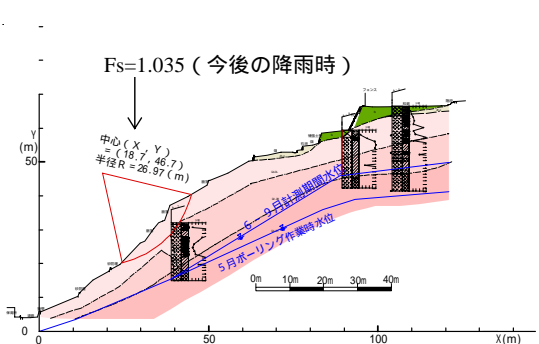 Fs=1.035（今後の降雨時）
フェンス
Y
(m)
中心(X, Y)
=(18.7, 46.7)
半径R=26.97(m)
50
6 9月計測期間水位
5月ボーリング作業時水位
0m 10m 20m 30m 40m
0
0 50 100 X(m)